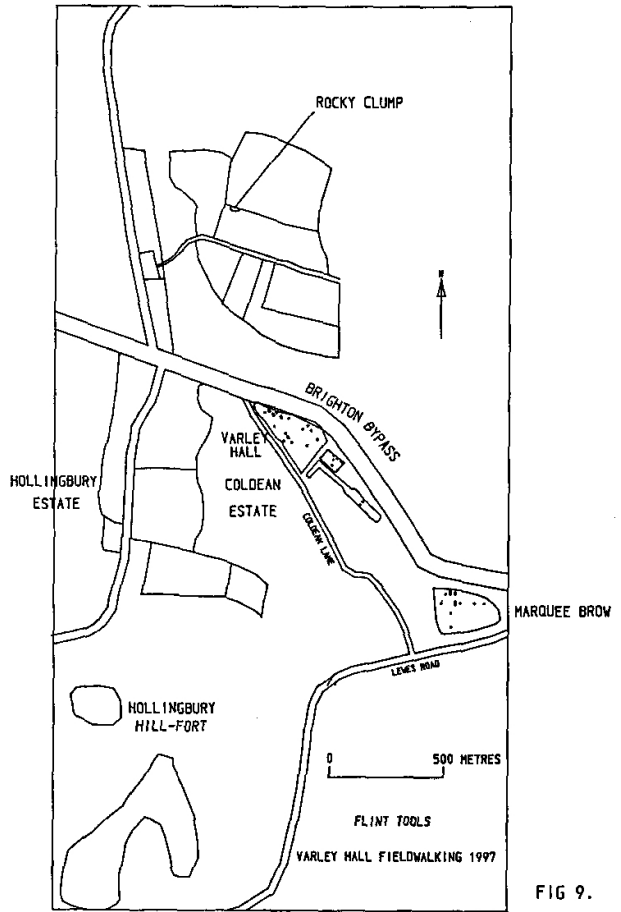 ROCKY CLUMP
N
BRIGHTON BYPASS
VARLEY
HALL
HOLLINGBURY
ESTATE
COLDEAN
ESTATE
COLDEAN LANE
MARQUEE BROW
LEWES ROAD
HOLLINGBURY
HILL-FORT
0 500 METRES
FLINT TOOLS
VARLEY HALL FIELDWALKING 1997
FIG 9.